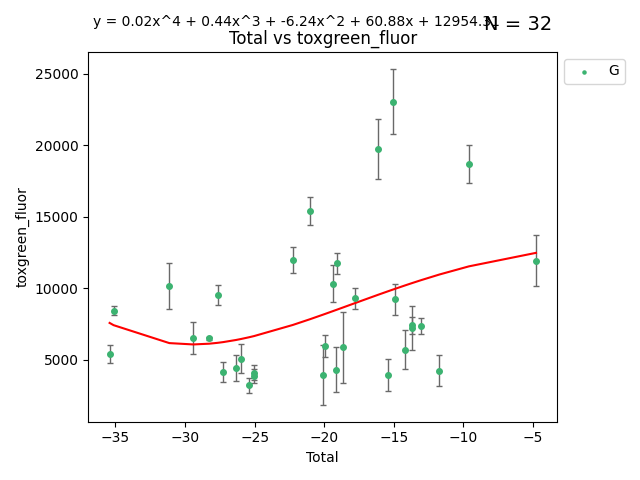 y = 0.02x^4 + 0.44x^3 + -6.24x^2 + 60.88x + 12954.31
N = 32
Total vs toxgreen_fluor
G
toxgreen_fluor
25000
20000
15000
10000
5000
−35
−30
−25
−20
−15
−10
−5
Total